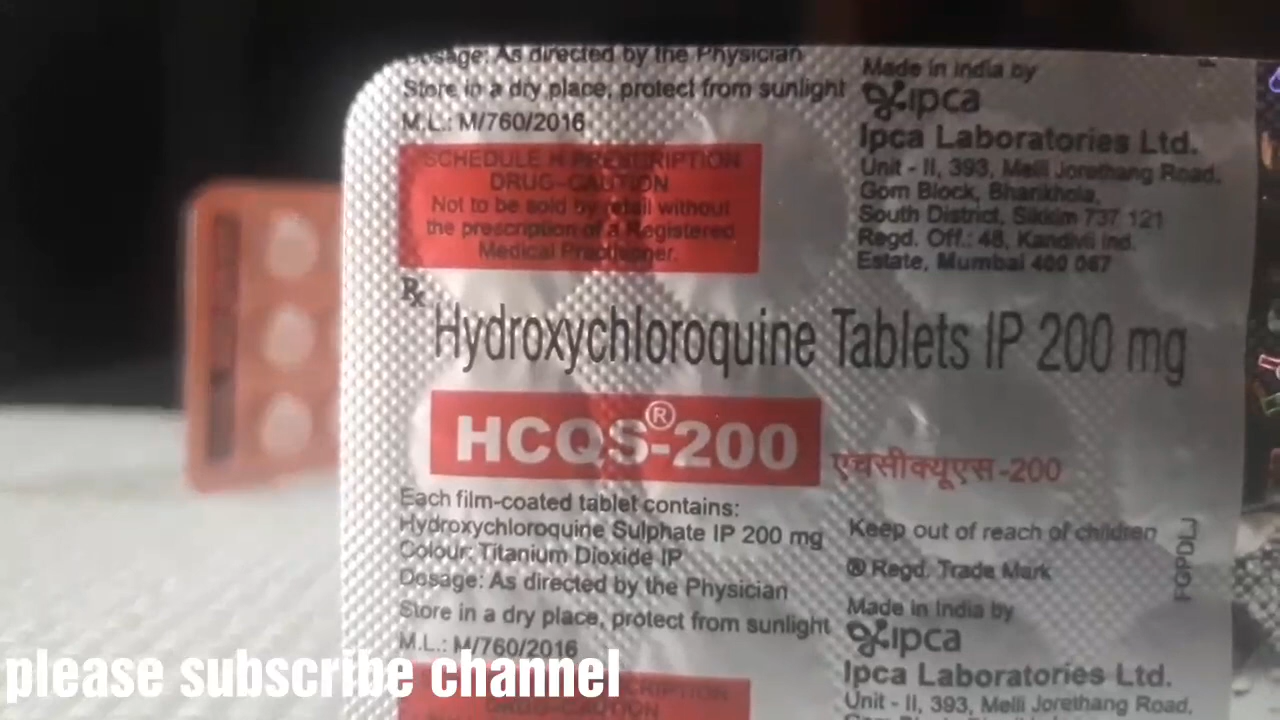 Dosage: As directed by the Physician
Store in a dry place, protect from sunlight
M.L.: M/760/2016
SCHEDULE H PRESCRIPTION
DRUG-CAUTION
Not to be sold by retail without
the prescription of a Registered
Medical Practitioner.
Made in India by
ipca
Ipca Laboratories Ltd.
Unit - II, 393, Melli Jorethang Road,
Gom Block, Bhankhola,
South District, Sikkim 737 121
Regd. Off.: 48, Kandivli Ind.
Estate, Mumbai 400 067
Rx
Hydroxychloroquine Tablets IP 200 mg
HCQS®-200
एचसीक्यूएस-200
Each film-coated tablet contains:
Hydroxychloroquine Sulphate IP 200 mg
Colour: Titanium Dioxide IP
Dosage: As directed by the Physician
Store in a dry place, protect from sunlight
M.L.: M/760/2016
Keep out of reach of children
® Regd. Trade Mark
Made in India by
ipca
Ipca Laboratories Ltd.
Unit - II, 393, Melli Jorethang Road,
PRESCRIPTION
DRUG-CAUTION
please subscribe channel